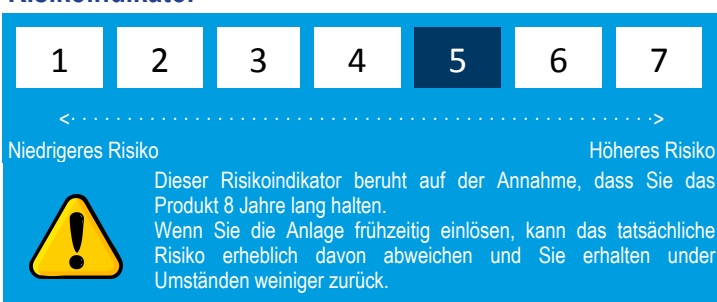 1 2 3 4 5 6 7
<·····················································>
Niedrigeres Risiko Höheres Risiko
Dieser Risikoindikator beruht auf der Annahme, dass Sie das
Produkt 8 Jahre lang halten.
Wenn Sie die Anlage frühzeitig einlösen, kann das tatsächliche
Risiko erheblich davon abweichen und Sie erhalten under
Umständen weiniger zurück.